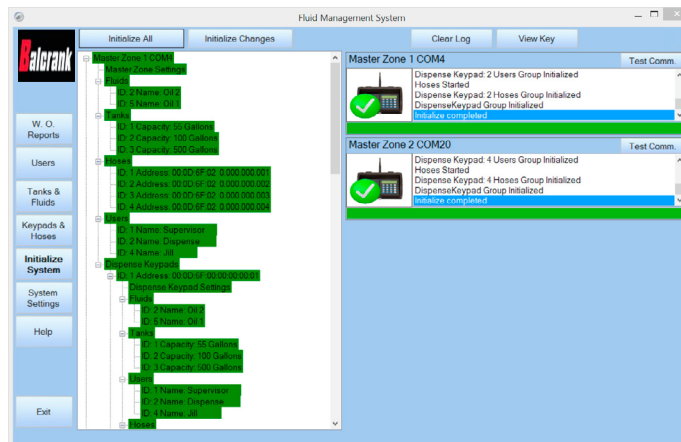 Fluid Management System
Initialize All
Initialize Changes
Clear Log
View Key
Balcrank
W. O.
Reports
Users
Tanks &
Fluids
Keypads &
Hoses
Initialize
System
System
Settings
Help
Exit
Master Zone 1 COM4
Master Zone Settings
Fluids
ID: 2 Name: Oil 2
ID: 5 Name: Oil 1
Tanks
ID: 1 Capacity: 55 Gallons
ID: 2 Capacity: 100 Gallons
ID: 3 Capacity: 500 Gallons
Hoses
ID: 1 Address: 00:0D:6F 02 0.000.000.001
ID: 2 Address: 00:0D:6F 02 0.000.000.002
ID: 3 Address: 00:0D:6F 02 0.000.000.003
ID: 4 Address: 00:0D:6F 02 0.000.000.004
Users
ID: 1 Name: Supervisor
ID: 2 Name: Dispense
ID: 4 Name: Jill
Dispense Keypads
ID: 1 Address: 00:0D:6F:00:00:00:00:01
Dispense Keypad Settings
Fluids
ID: 2 Name: Oil 2
ID: 5 Name: Oil 1
Tanks
ID: 1 Capacity: 55 Gallons
ID: 2 Capacity: 100 Gallons
ID: 3 Capacity: 500 Gallons
Users
ID: 1 Name: Supervisor
ID: 2 Name: Dispense
ID: 4 Name: Jill
Hoses
Master Zone 1 COM4
Test Comm.
Dispense Keypad: 2 Users Group Initialized
Hoses Started
Dispense Keypad: 2 Hoses Group Initialized
DispenseKeypad Group Initialized
Initialize completed
Master Zone 2 COM20
Test Comm.
Dispense Keypad: 4 Users Group Initialized
Hoses Started
Dispense Keypad: 4 Hoses Group Initialized
DispenseKeypad Group Initialized
Initialize completed